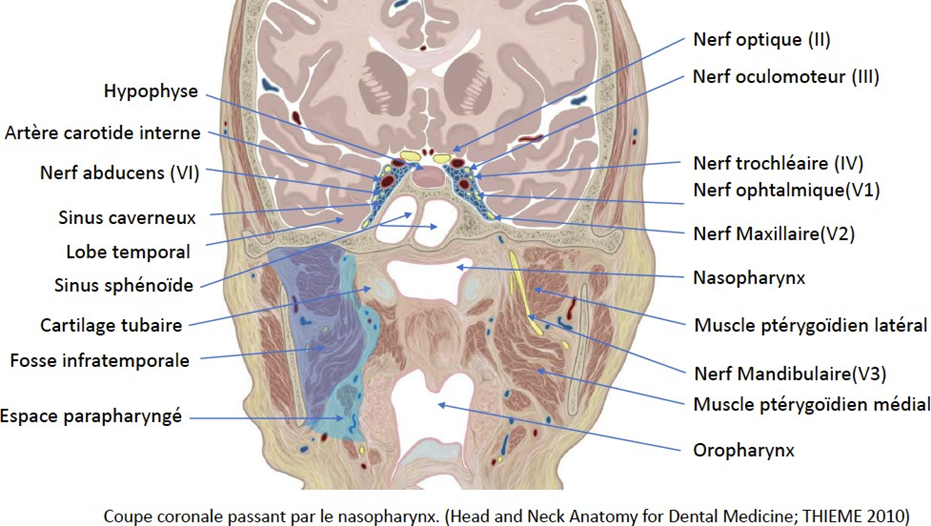 Hypophyse
Artère carotide interne
Nerf abducens (VI)
Sinus caverneux
Lobe temporal
Sinus sphénoïde
Cartilage tubaire
Fosse infratemporale
Espace parapharyngé
Nerf optique (II)
Nerf oculomoteur (III)
Nerf trochléaire (IV)
Nerf ophtalmique(V1)
Nerf Maxillaire(V2)
Nasopharynx
Muscle ptérygoïdien latéral
Nerf Mandibulaire(V3)
Muscle ptérygoïdien médial
Oropharynx
Coupe coronale passant par le nasopharynx. (Head and Neck Anatomy for Dental Medicine; THIEME 2010)